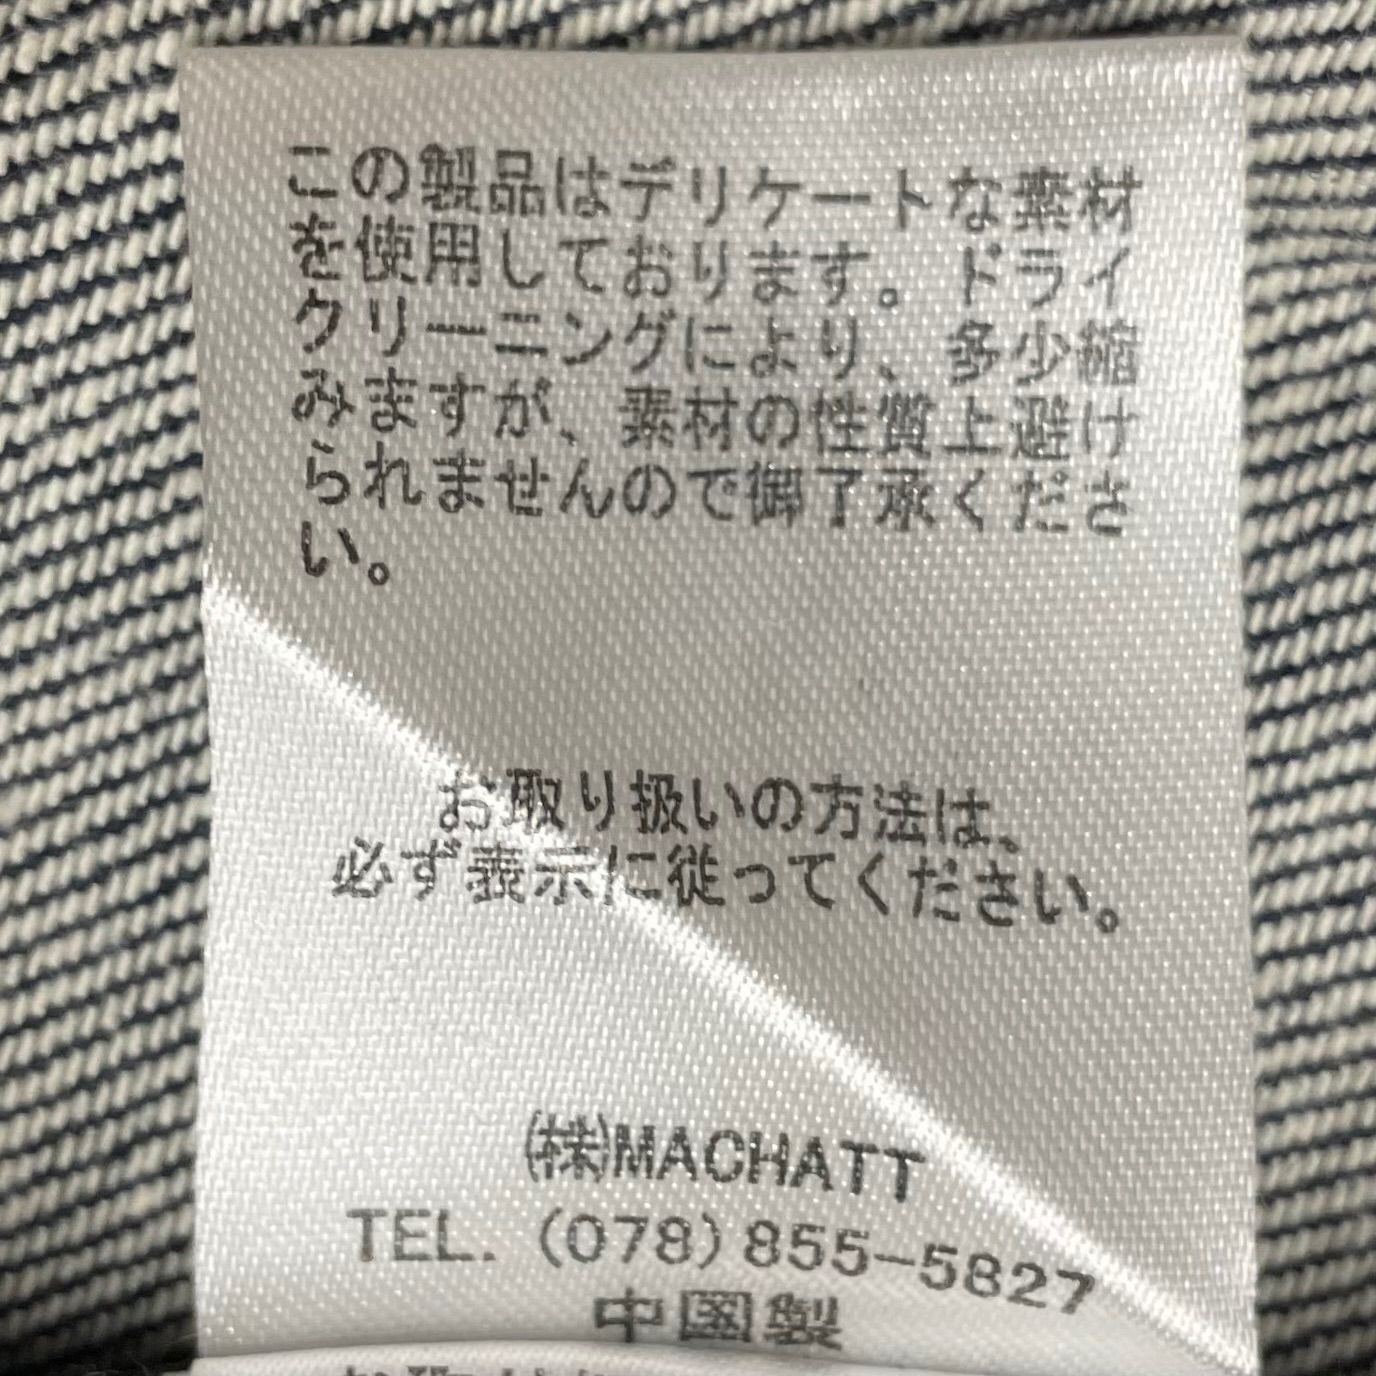 この製品はデリケートな素材
を使用しております。ドライ
クリーニングにより、多少縮
みますが、素材の性質上避け
られませんので御了承くださ
い。
お取り扱いの方法は、
必ず表示に従ってください。
㈱MACHATT
TEL. (078)855-5827
中国製